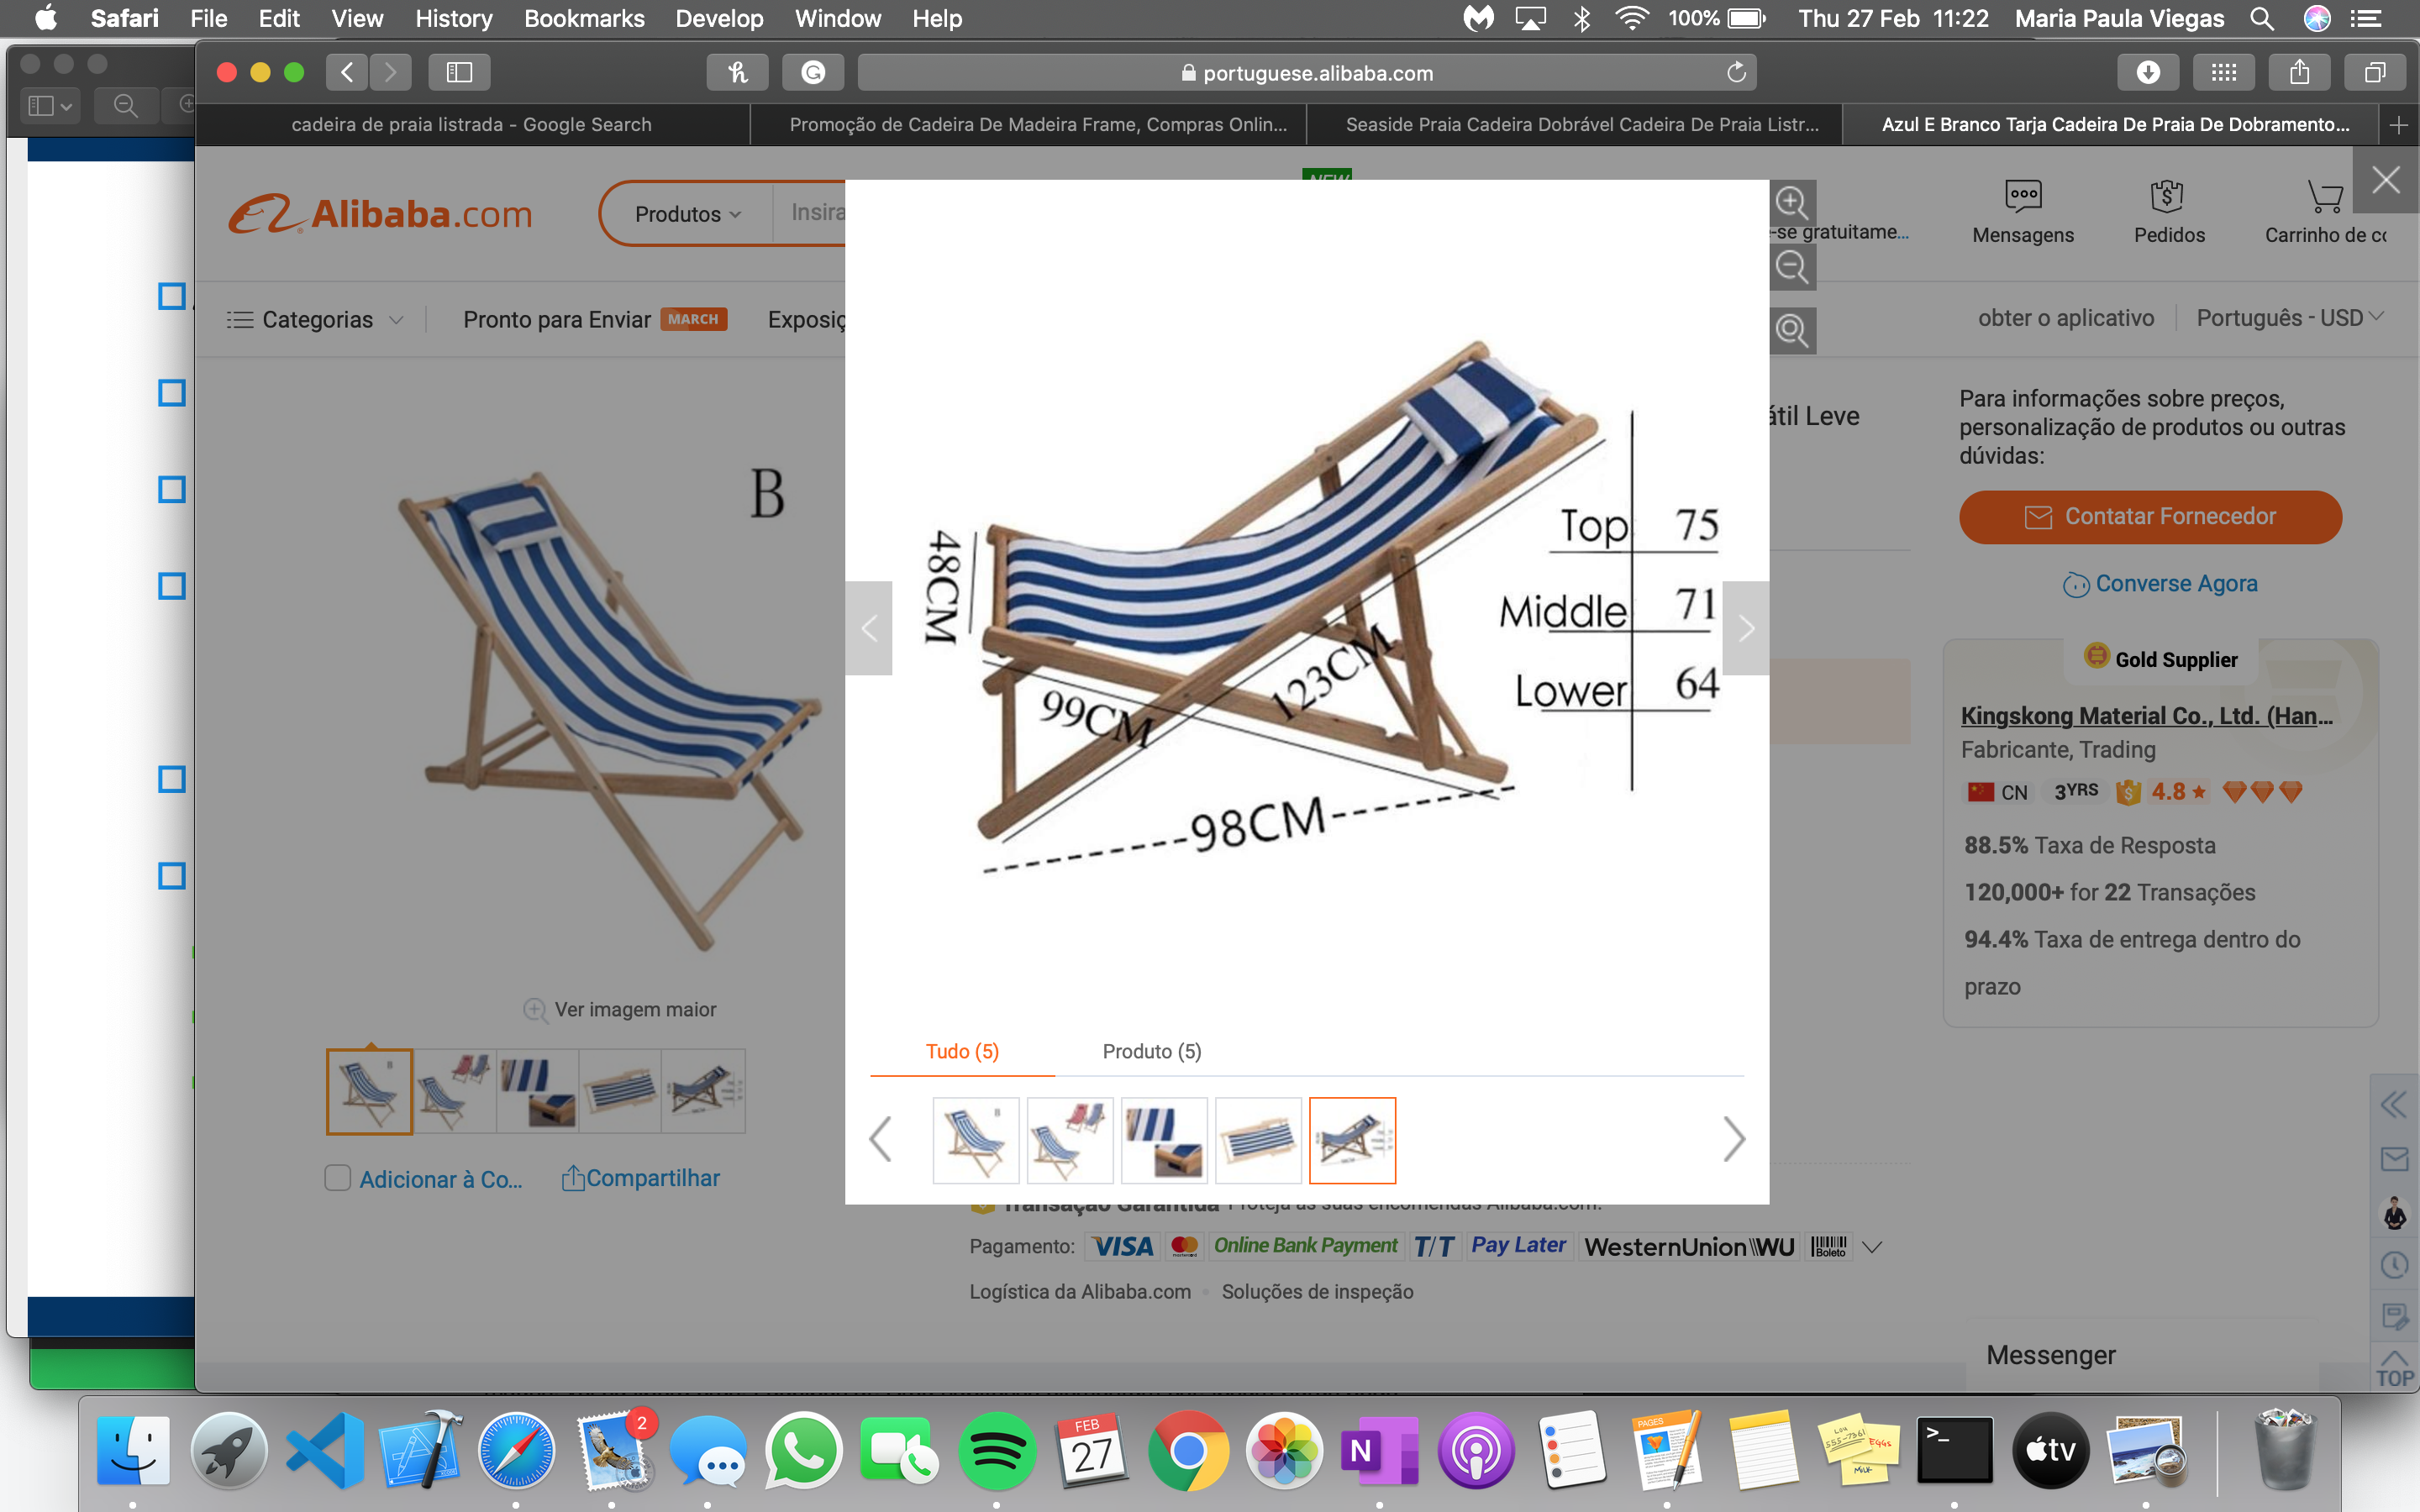 Safari File Edit View History Bookmarks Develop Window Help 100% Thu 27 Feb 11:22 Maria Paula Viegas
portuguese.alibaba.com
cadeira de praia listrada - Google Search
Promoção de Cadeira De Madeira Frame, Compras Onlin...
Seaside Praia Cadeira Dobrável Cadeira De Praia Listr...
Azul E Branco Tarja Cadeira De Praia De Dobramento...
NEW
Alibaba.com
Produtos
Insira
-se gratuitame...
Mensagens
Pedidos
Carrinho de co
Categorias
Pronto para Enviar MARCH
obter o aplicativo
Português - USD
Leve
B
48CM
99CM
123CM
98CM
Top 75
Middle 71
Lower 64
Para informações sobre preços,
personalização de produtos ou outras
dúvidas:
Contatar Fornecedor
Converse Agora
Gold Supplier
Kingskong Material Co., Ltd. (Han...
Fabricante, Trading
CN 3YRS 4.8
88.5% Taxa de Resposta
120,000+ for 22 Transações
94.4% Taxa de entrega dentro do
prazo
Ver imagem maior
Adicionar à Co...
Compartilhar
Tudo (5)
Produto (5)
Transação Garantida Proteja as suas encomendas Alibaba.com.
Pagamento: VISA Online Bank Payment T/T Pay Later WesternUnion WU Boleto
Logística da Alibaba.com Soluções de inspeção
Messenger
TOP
2
FEB
27
N
PAGES
EGGS
MILK
>_
tv